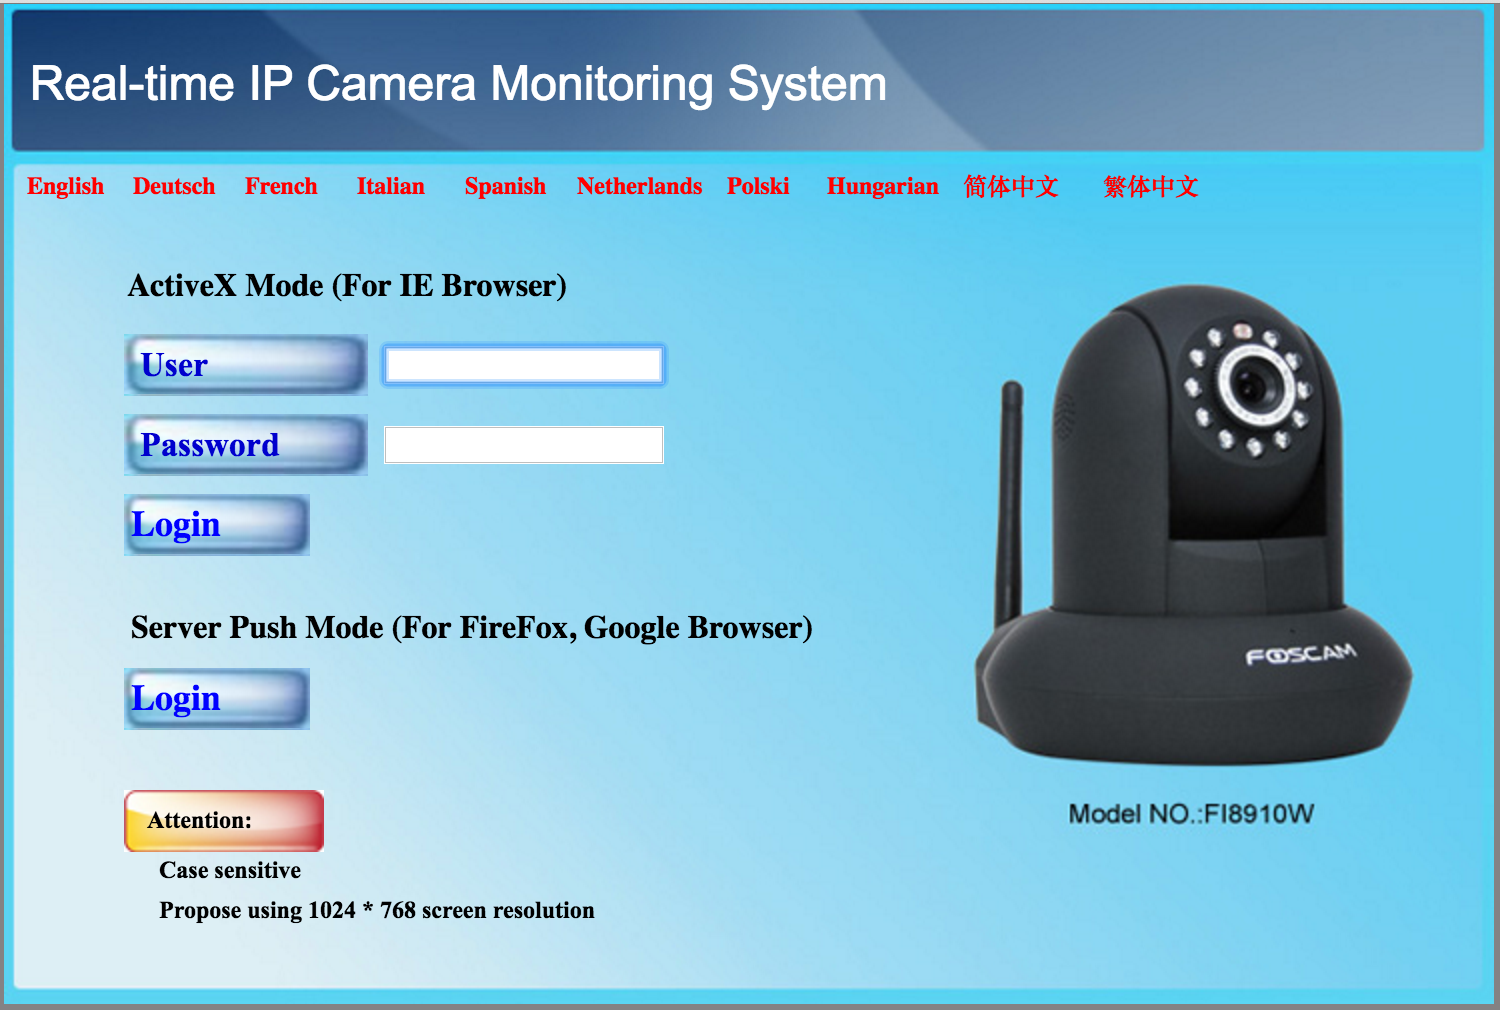 Real-time IP Camera Monitoring System
English Deutsch French Italian Spanish Netherlands Polski Hungarian 简体中文 繁体中文
ActiveX Mode (For IE Browser)
User
Password
Login
Server Push Mode (For FireFox, Google Browser)
Login
FOSCAM
Model NO.:FI8910W
Attention:
Case sensitive
Propose using 1024 * 768 screen resolution